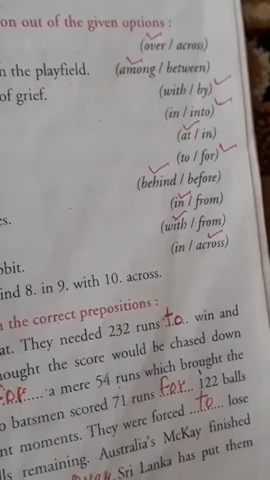 on out of the given options :
(over / across)
n the playfield. (among / between)
of grief. (with / by)
(in / into)
(at / in)
(to / for)
(behind / before)
(in / from)
es. (with / from)
(in / across)
bbit.
ind 8. in 9. with 10. across.
n the correct prepositions :
at. They needed 232 runs to.. win and
nought the score would be chased down
for.... a mere 54 runs which brought the
o batsmen scored 71 runs for... 122 balls
nt moments. They were forced ...to... lose
lls remaining. Australia's McKay finished
Sri Lanka has put them